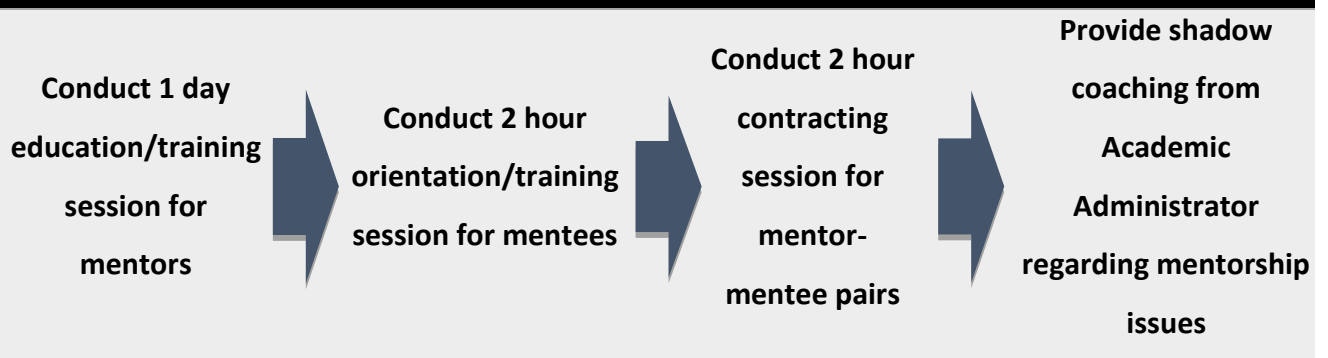 Conduct 1 day
education/training
session for
mentors
Conduct 2 hour
orientation/training
session for mentees
Conduct 2 hour
contracting
session for
mentor-
mentee pairs
Provide shadow
coaching from
Academic
Administrator
regarding mentorship
issues